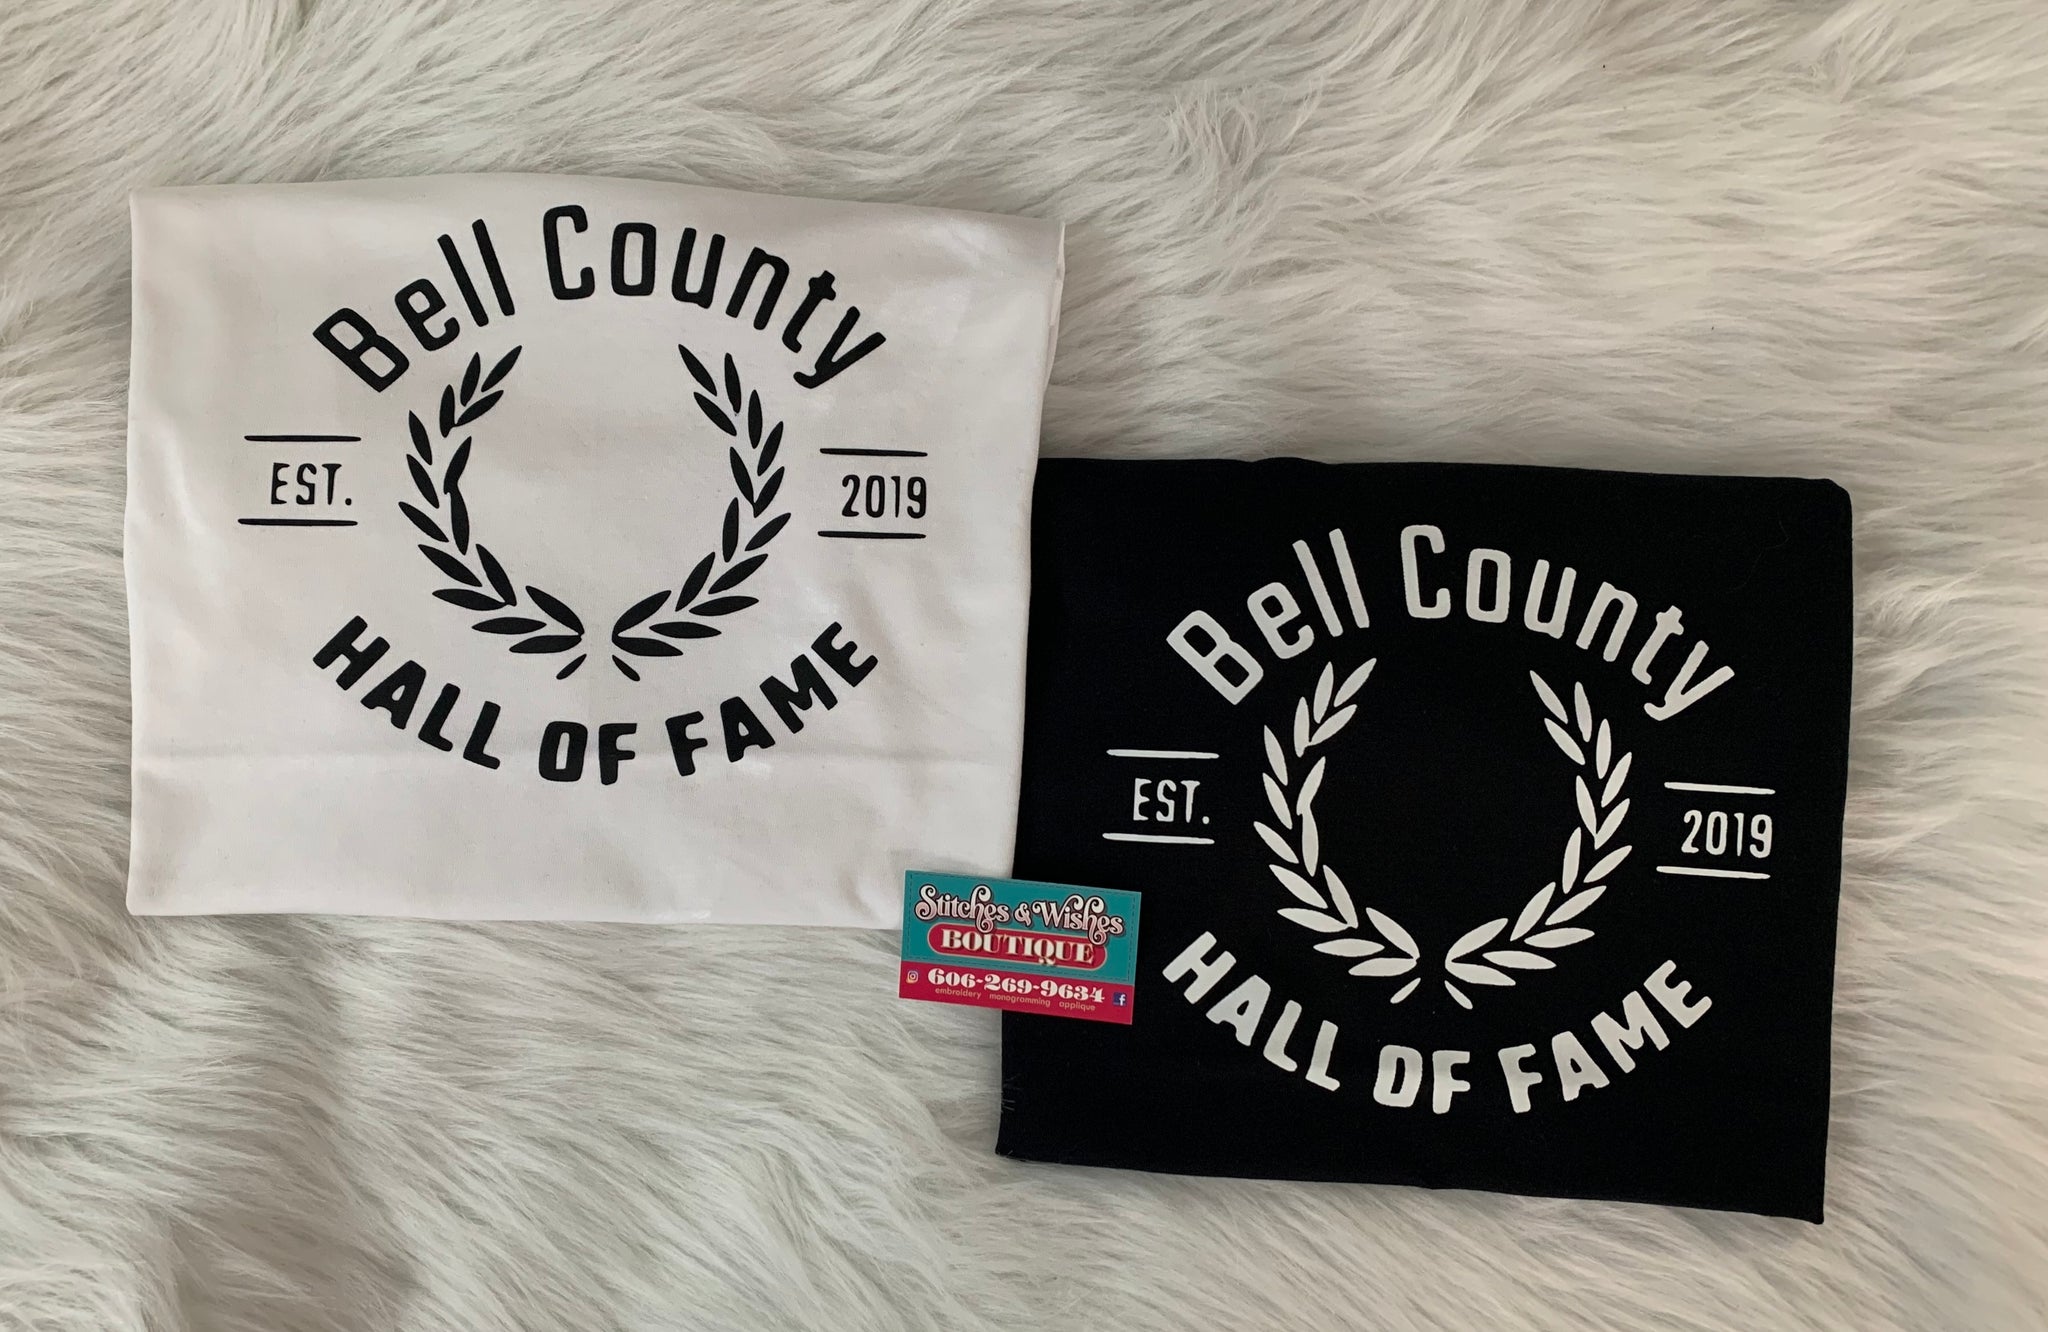 Bell County
EST.
2019
HALL OF FAME
Stitches & Wishes
BOUTIQUE
606-269-9634
embroidery monogramming applique
f
Bell County
EST.
2019
HALL OF FAME